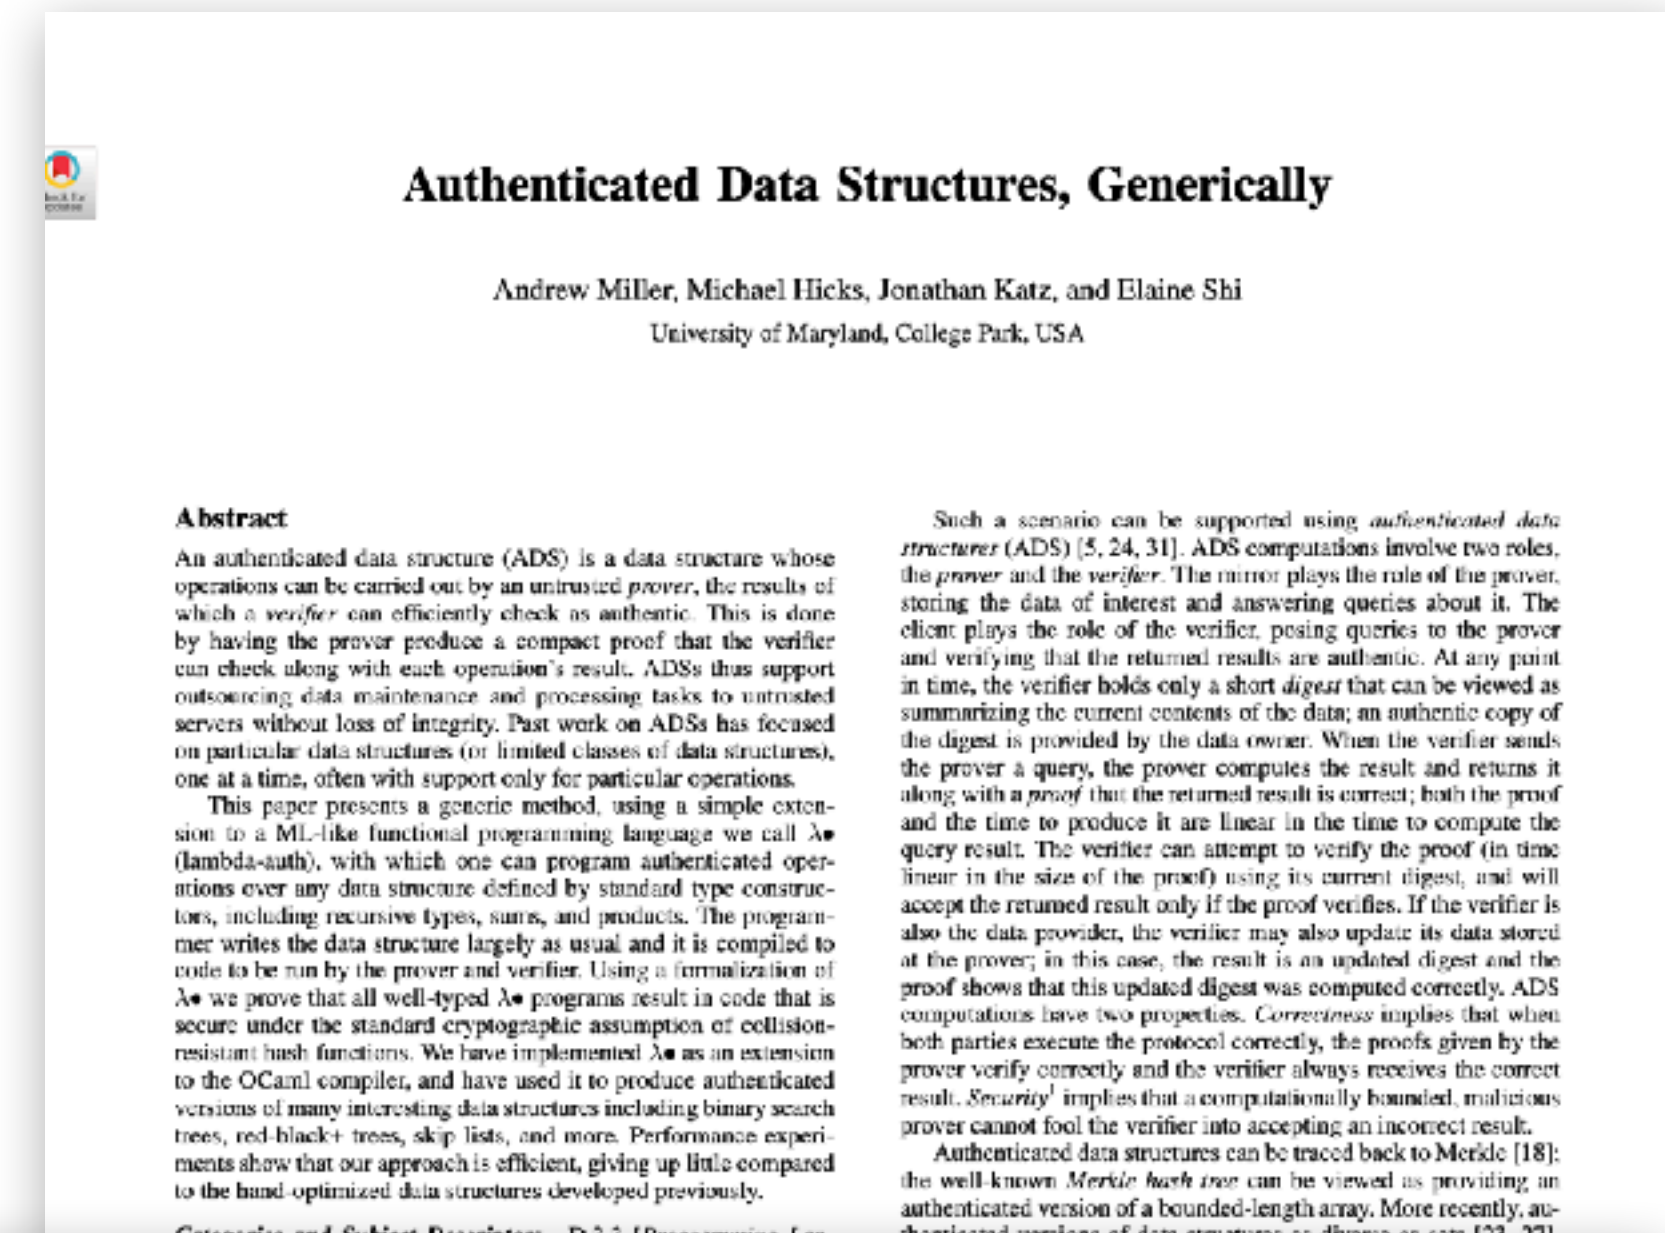 Authenticated Data Structures, Generically
Andrew Miller, Michael Hicks, Jonathan Katz, and Elaine Shi
University of Maryland, College Park, USA
Abstract
An authenticated data structure (ADS) is a data structure whose
operations can be carried out by an untrusted prover, the results of
which a verifier can efficiently check as authentic. This is done
by having the prover produce a compact proof that the verifier
can check along with each operation's result. ADSs thus support
outsourcing data maintenance and processing tasks to untrusted
servers without loss of integrity. Past work on ADSs has focused
on particular data structures (or limited classes of data structures),
one at a time, often with support only for particular operations.
This paper presents a generic method, using a simple exten-
sion to a ML-like functional programming language we call λ•
(lambda-auth), with which one can program authenticated oper-
ations over any data structure defined by standard type construc-
tors, including recursive types, sums, and products. The program-
mer writes the data structure largely as usual and it is compiled to
code to be run by the prover and verifier. Using a formalization of
λ• we prove that all well-typed λ• programs result in code that is
secure under the standard cryptographic assumption of collision-
resistant hash functions. We have implemented λ• as an extension
to the OCaml compiler, and have used it to produce authenticated
versions of many interesting data structures including binary search
trees, red-black+ trees, skip lists, and more. Performance experi-
ments show that our approach is efficient, giving up little compared
to the hand-optimized data structures developed previously.
Such a scenario can be supported using authenticated data
structures (ADS) [5, 24, 31]. ADS computations involve two roles,
the prover and the verifier. The mirror plays the role of the prover,
storing the data of interest and answering queries about it. The
client plays the role of the verifier, posing queries to the prover
and verifying that the returned results are authentic. At any point
in time, the verifier holds only a short digest that can be viewed as
summarizing the current contents of the data; an authentic copy of
the digest is provided by the data owner. When the verifier sends
the prover a query, the prover computes the result and returns it
along with a proof that the returned result is correct; both the proof
and the time to produce it are linear in the time to compute the
query result. The verifier can attempt to verify the proof (in time
linear in the size of the proof) using its current digest, and will
accept the returned result only if the proof verifies. If the verifier is
also the data provider, the verifier may also update its data stored
at the prover; in this case, the result is an updated digest and the
proof shows that this updated digest was computed correctly. ADS
computations have two properties. Correctness implies that when
both parties execute the protocol correctly, the proofs given by the
prover verify correctly and the verifier always receives the correct
result. Security¹ implies that a computationally bounded, malicious
prover cannot fool the verifier into accepting an incorrect result.
Authenticated data structures can be traced back to Merkle [18];
the well-known Merkle hash tree can be viewed as providing an
authenticated version of a bounded-length array. More recently, au-